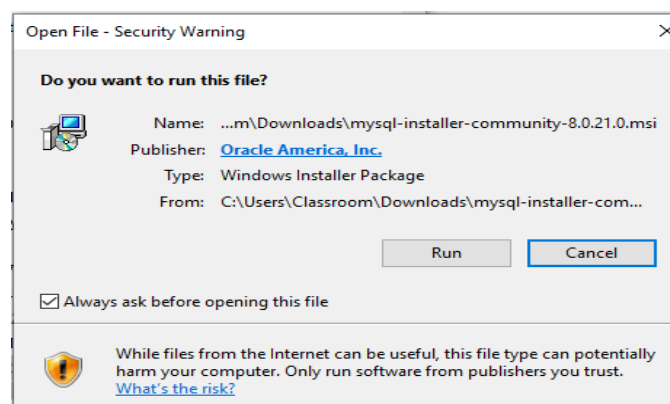 Open File - Security Warning
Do you want to run this file?
Name: ...m\Downloads\mysql-installer-community-8.0.21.0.msi
Publisher: Oracle America, Inc.
Type: Windows Installer Package
From: C:\Users\Classroom\Downloads\mysql-installer-com...
Run Cancel
Always ask before opening this file
While files from the Internet can be useful, this file type can potentially
harm your computer. Only run software from publishers you trust.
What's the risk?